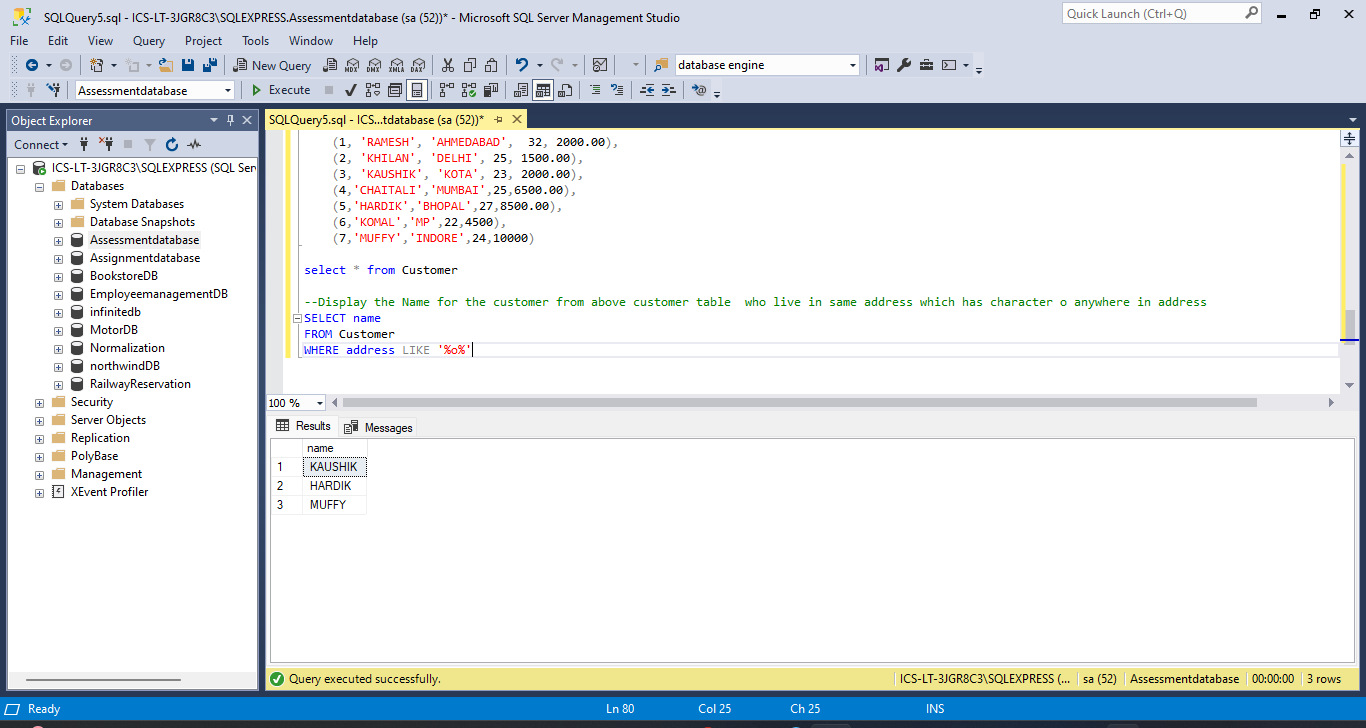 SQLQuery5.sql - ICS-LT-3JGR8C3\SQLEXPRESS.Assessmentdatabase (sa (52))* - Microsoft SQL Server Management Studio
Quick Launch (Ctrl+Q)
File Edit View Query Project Tools Window Help
New Query MDX DMX XMLA DAX database engine
Assessmentdatabase Execute
Object Explorer
Connect
ICS-LT-3JGR8C3\SQLEXPRESS (SQL Ser
Databases
System Databases
Database Snapshots
Assessmentdatabase
Assignmentdatabase
BookstoreDB
EmployeemanagementDB
infinitedb
MotorDB
Normalization
northwindDB
RailwayReservation
Security
Server Objects
Replication
PolyBase
Management
XEvent Profiler
SQLQuery5.sql - ICS...tdatabase (sa (52))*
(1, 'RAMESH', 'AHMEDABAD',  32, 2000.00),
(2, 'KHILAN', 'DELHI', 25, 1500.00),
(3, 'KAUSHIK', 'KOTA', 23, 2000.00),
(4,'CHAITALI','MUMBAI',25,6500.00),
(5,'HARDIK','BHOPAL',27,8500.00),
(6,'KOMAL','MP',22,4500),
(7,'MUFFY','INDORE',24,10000)
select * from Customer
--Display the Name for the customer from above customer table  who live in same address which has character o anywhere in address
SELECT name
FROM Customer
WHERE address LIKE '%o%'
100 %
Results Messages
name
1 KAUSHIK
2 HARDIK
3 MUFFY
Query executed successfully. ICS-LT-3JGR8C3\SQLEXPRESS (... sa (52) Assessmentdatabase 00:00:00 3 rows
Ready Ln 80 Col 25 Ch 25 INS